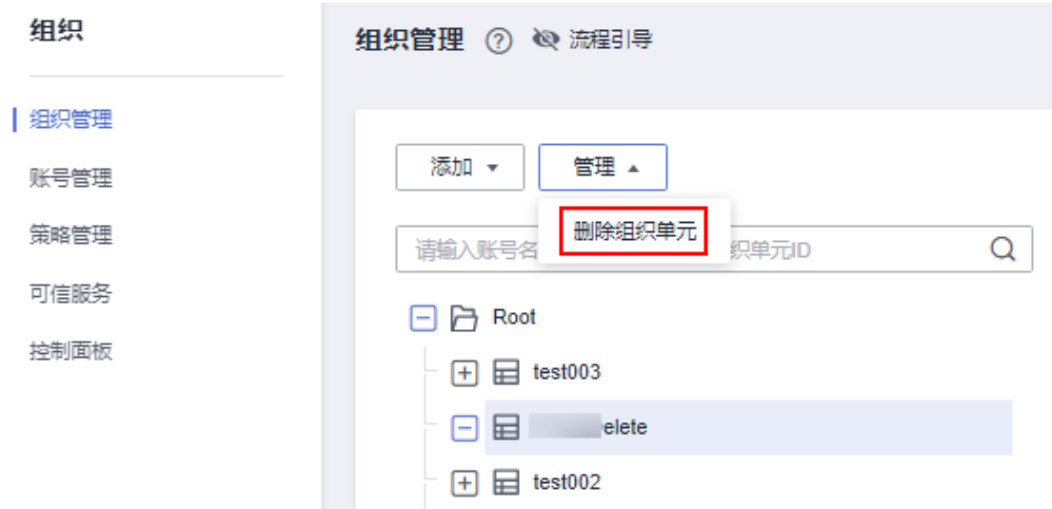 组织
组织管理
账号管理
策略管理
可信服务
控制面板
组织管理 ? 流程引导
添加 管理
删除组织单元
请输入账号名 织单元ID
Root
test003
elete
test002